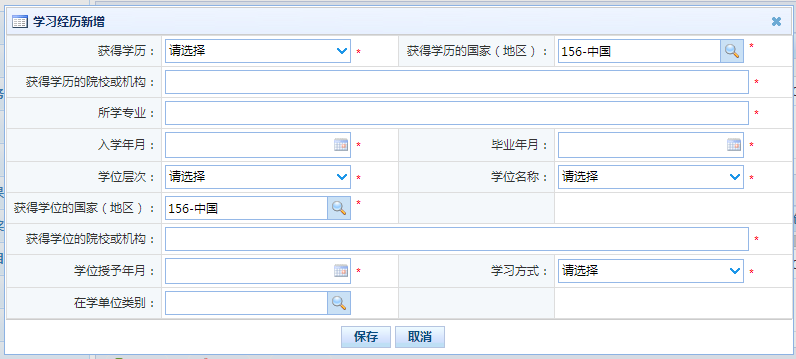 学习经历新增
获得学历： 请选择 * 获得学历的国家（地区）： 156-中国 *
获得学历的院校或机构： *
所学专业： *
入学年月： * 毕业年月： *
学位层次： 请选择 * 学位名称： 请选择 *
获得学位的国家（地区）： 156-中国 *
获得学位的院校或机构： *
学位授予年月： * 学习方式： 请选择 *
在学单位类别：
保存 取消